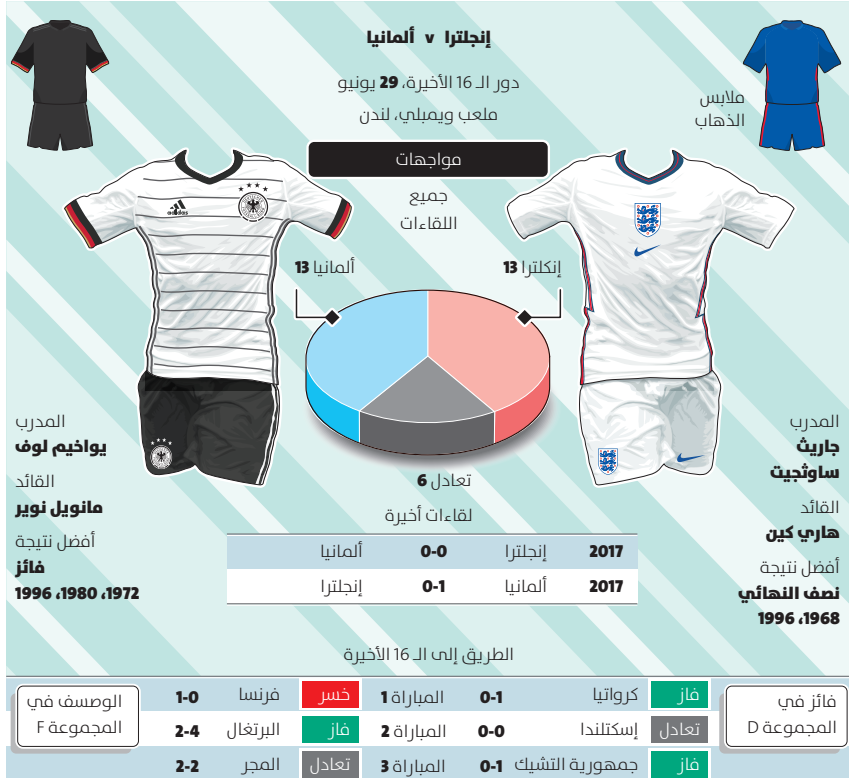 إنجلترا v ألمانيا
دور الـ 16 الأخيرة، 29 يونيو
ملعب ويمبلي، لندن
ملابس
الذهاب
مواجهات
جميع
اللقاءات
adidas
إنكلترا 13
ألمانيا 13
تعادل 6
المدرب
جاريث
ساوثجيت
القائد
هاري كين
أفضل نتيجة
نصف النهائي
1968، 1996
المدرب
يواخيم لوف
القائد
مانويل نوير
أفضل نتيجة
فائز
1972، 1980، 1996
لقاءات أخيرة
2017 إنجلترا 0-0 ألمانيا
2017 ألمانيا 0-1 إنجلترا
الطريق إلى الـ 16 الأخيرة
فائز في
المجموعة D
فاز كرواتيا 0-1 المباراة 1 خسر فرنسا 1-0
تعادل إسكتلندا 0-0 المباراة 2 فاز البرتغال 2-4
فاز جمهورية التشيك 0-1 المباراة 3 تعادل المجر 2-2
الوصسف في
المجموعة F